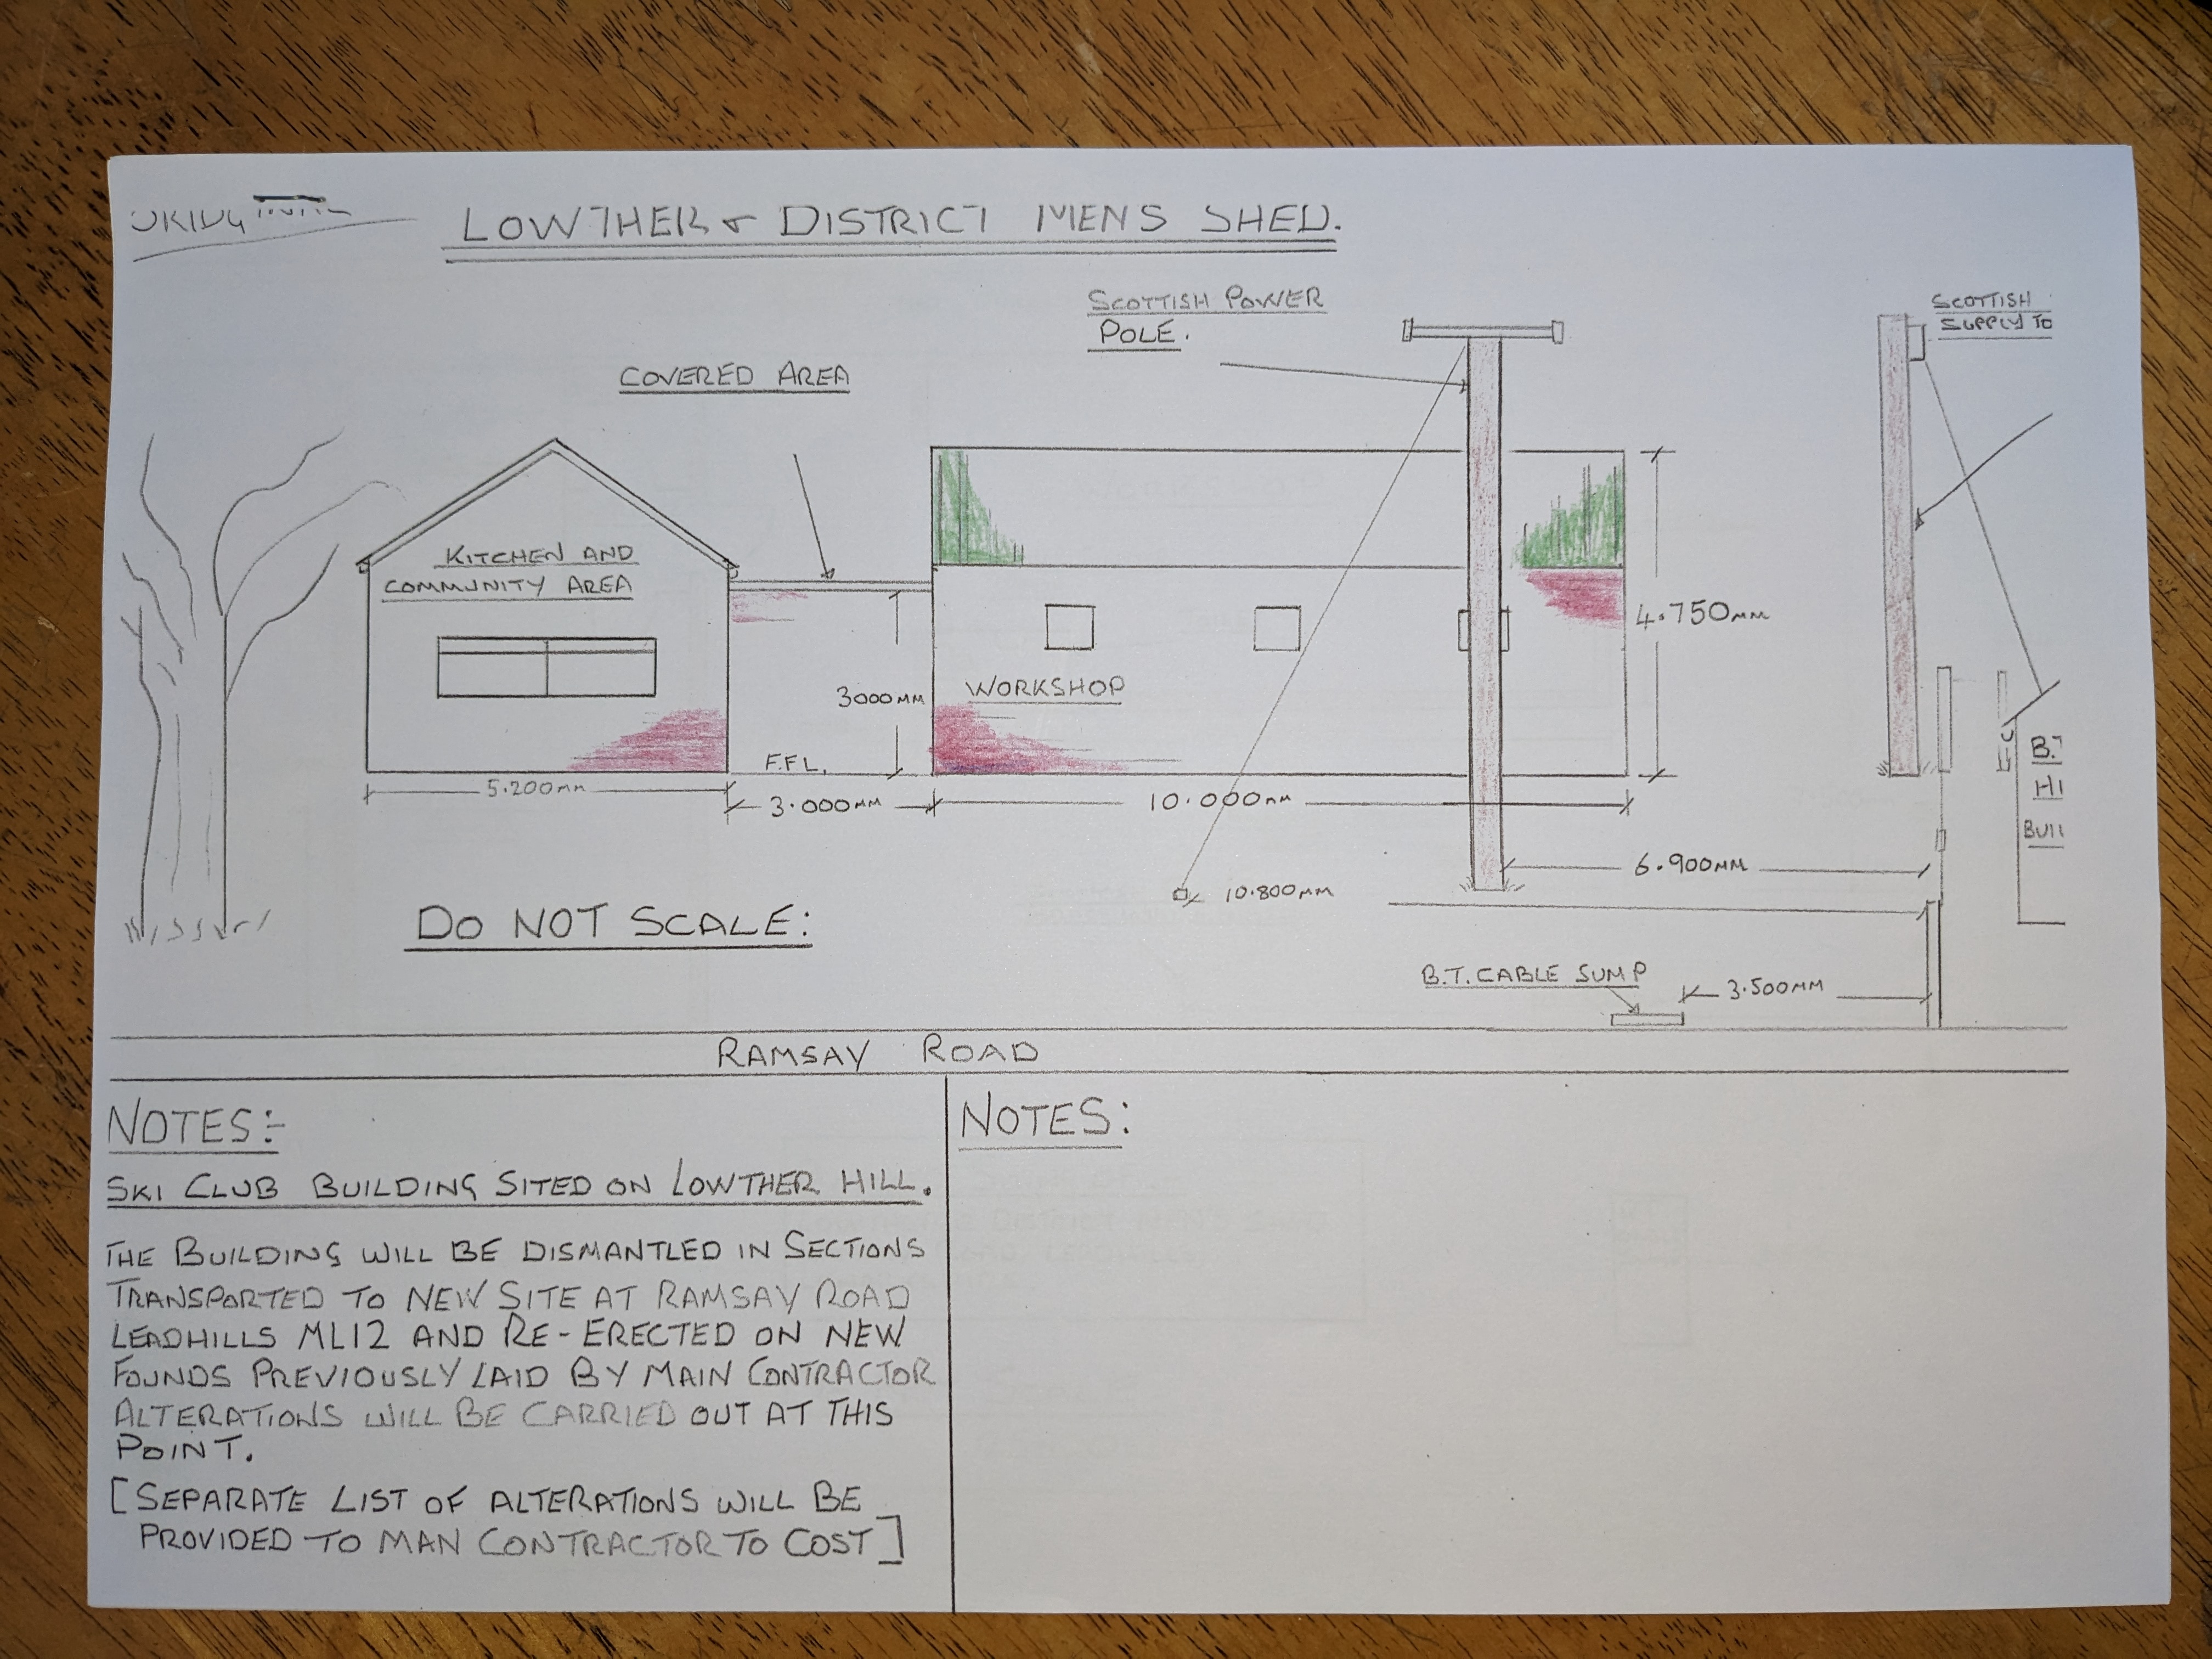 LOWTHER & DISTRICT MENS SHED.
SCOTTISH POWER
POLE.
SCOTTISH
SUPPLY TO
COVERED AREA
KITCHEN AND
COMMUNITY AREA
4.750MM
3000MM
WORKSHOP
F.F.L.
5.200MM
3.000MM
10.000MM
B.T
HI
BUI
6.900MM
10.800MM
DO NOT SCALE:
B.T. CABLE SUMP
3.500MM
RAMSAY ROAD
NOTES:-
SKI CLUB BUILDING SITED ON LOWTHER HILL.
THE BUILDING WILL BE DISMANTLED IN SECTIONS
TRANSPORTED TO NEW SITE AT RAMSAY ROAD
LEADHILLS ML12 AND RE-ERECTED ON NEW
FOUNDS PREVIOUSLY LAID BY MAIN CONTRACTOR
ALTERATIONS WILL BE CARRIED OUT AT THIS
POINT.
[SEPARATE LIST OF ALTERATIONS WILL BE
PROVIDED TO MAN CONTRACTOR TO COST]
NOTES: